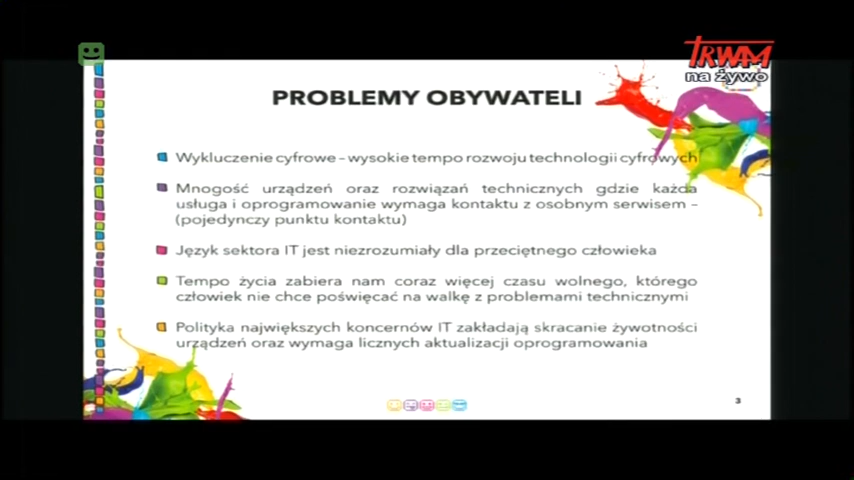 TRWAM
na żywo
PROBLEMY OBYWATELI
Wykluczenie cyfrowe – wysokie tempo rozwoju technologii cyfrowych
Mnogość urządzeń oraz rozwiązań technicznych gdzie każda
usługa i oprogramowanie wymaga kontaktu z osobnym serwisem –
(pojedynczy punktu kontaktu)
Język sektora IT jest niezrozumiały dla przeciętnego człowieka
Tempo życia zabiera nam coraz więcej czasu wolnego, którego
człowiek nie chce poświęcać na walkę z problemami technicznymi
Polityka największych koncernów IT zakładają skracanie żywotności
urządzeń oraz wymaga licznych aktualizacji oprogramowania
3